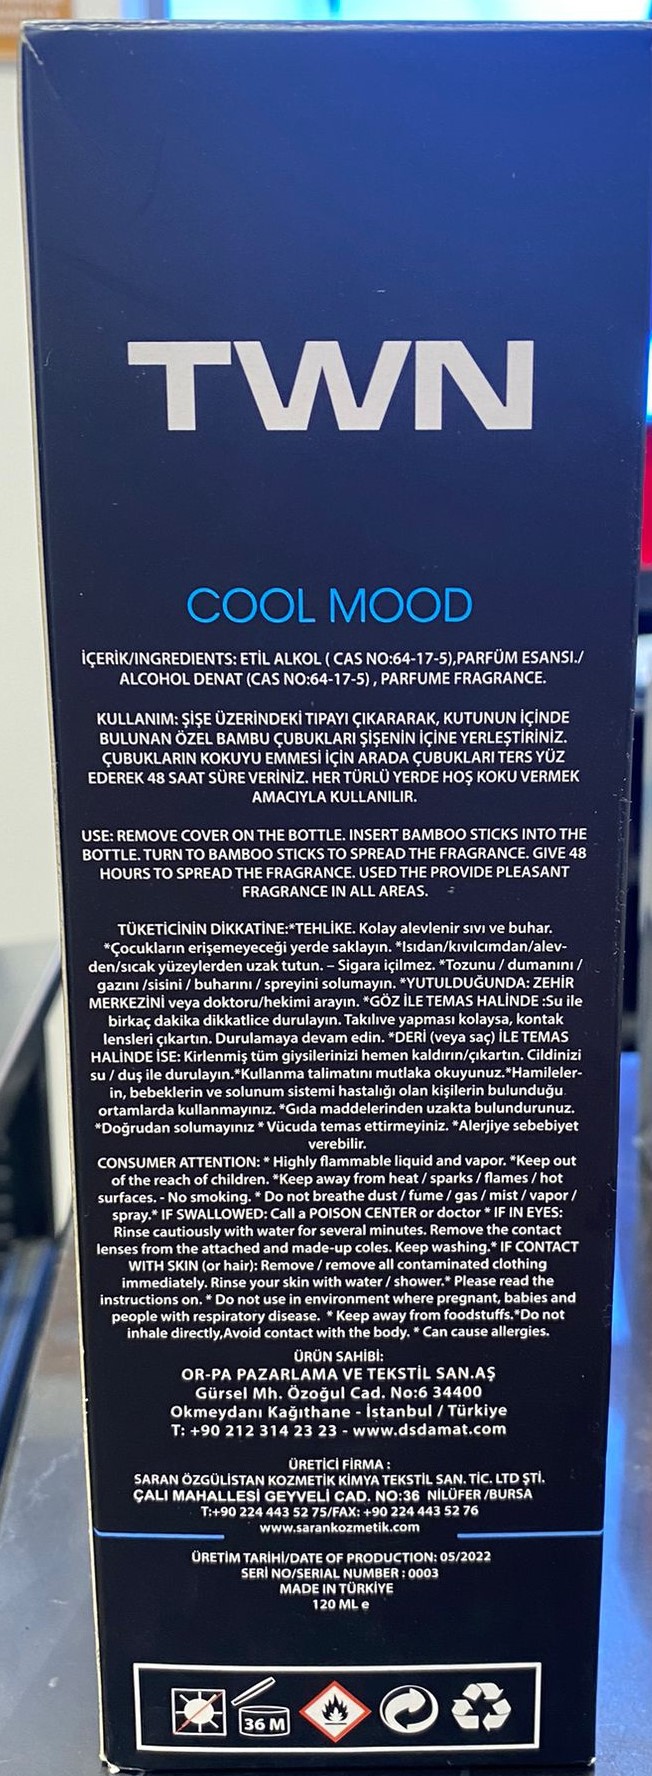 TWN
COOL MOOD
İÇERİK/INGREDIENTS: ETİL ALKOL ( CAS NO:64-17-5),PARFÜM ESANSI./
ALCOHOL DENAT (CAS NO:64-17-5) , PARFUME FRAGRANCE.
KULLANIM: ŞİŞE ÜZERİNDEKİ TIPAYI ÇIKARARAK, KUTUNUN İÇİNDE
BULUNAN ÖZEL BAMBU ÇUBUKLARI ŞİŞENİN İÇİNE YERLEŞTİRİNİZ.
ÇUBUKLARIN KOKUYU EMMESİ İÇİN ARADA ÇUBUKLARI TERS YÜZ
EDEREK 48 SAAT SÜRE VERİNİZ. HER TÜRLÜ YERDE HOŞ KOKU VERMEK
AMACIYLA KULLANILIR.
USE: REMOVE COVER ON THE BOTTLE. INSERT BAMBOO STICKS INTO THE
BOTTLE. TURN TO BAMBOO STICKS TO SPREAD THE FRAGRANCE. GIVE 48
HOURS TO SPREAD THE FRAGRANCE. USED THE PROVIDE PLEASANT
FRAGRANCE IN ALL AREAS.
TÜKETİCİNİN DİKKATİNE:*TEHLİKE. Kolay alevlenir sıvı ve buhar.
*Çocukların erişemeyeceği yerde saklayın. *Isıdan/kıvılcımdan/alev-
den/sıcak yüzeylerden uzak tutun. – Sigara içilmez. *Tozunu / dumanını /
gazını /sisini / buharını / spreyini solumayın. *YUTULDUĞUNDA: ZEHİR
MERKEZİNİ veya doktoru/hekimi arayın. *GÖZ İLE TEMAS HALİNDE :Su ile
birkaç dakika dikkatlice durulayın. Takılıve yapması kolaysa, kontak
lensleri çıkartın. Durulamaya devam edin. *DERİ (veya saç) İLE TEMAS
HALİNDE İSE: Kirlenmiş tüm giysilerinizi hemen kaldırın/çıkartın. Cildinizi
su / duş ile durulayın.*Kullanma talimatını mutlaka okuyunuz.*Hamileler-
in, bebeklerin ve solunum sistemi hastalığı olan kişilerin bulunduğu
ortamlarda kullanmayınız. *Gıda maddelerinden uzakta bulundurunuz.
*Doğrudan solumayınız * Vücuda temas ettirmeyiniz. *Alerjiye sebebiyet
verebilir.
CONSUMER ATTENTION: * Highly flammable liquid and vapor. *Keep out
of the reach of children. *Keep away from heat / sparks / flames / hot
surfaces. - No smoking. * Do not breathe dust / fume / gas / mist / vapor /
spray.* IF SWALLOWED: Call a POISON CENTER or doctor * IF IN EYES:
Rinse cautiously with water for several minutes. Remove the contact
lenses from the attached and made-up coles. Keep washing.* IF CONTACT
WITH SKIN (or hair): Remove / remove all contaminated clothing
immediately. Rinse your skin with water / shower.* Please read the
instructions on. * Do not use in environment where pregnant, babies and
people with respiratory disease. * Keep away from foodstuffs.*Do not
inhale directly,Avoid contact with the body. * Can cause allergies.
ÜRÜN SAHİBİ:
OR-PA PAZARLAMA VE TEKSTİL SAN.AŞ
Gürsel Mh. Özoğul Cad. No:6 34400
Okmeydanı Kağıthane - İstanbul / Türkiye
T: +90 212 314 23 23 - www.dsdamat.com
ÜRETİCİ FİRMA :
SARAN ÖZGÜLİSTAN KOZMETİK KİMYA TEKSTİL SAN. TİC. LTD ŞTİ.
ÇALI MAHALLESİ GEYVELİ CAD. NO:36 NİLÜFER /BURSA
T:+90 224 443 52 75/FAX: +90 224 443 52 76
www.sarankozmetik.com
ÜRETİM TARİHİ/DATE OF PRODUCTION: 05/2022
SERİ NO/SERIAL NUMBER : 0003
MADE IN TÜRKİYE
120 ML e
36 M